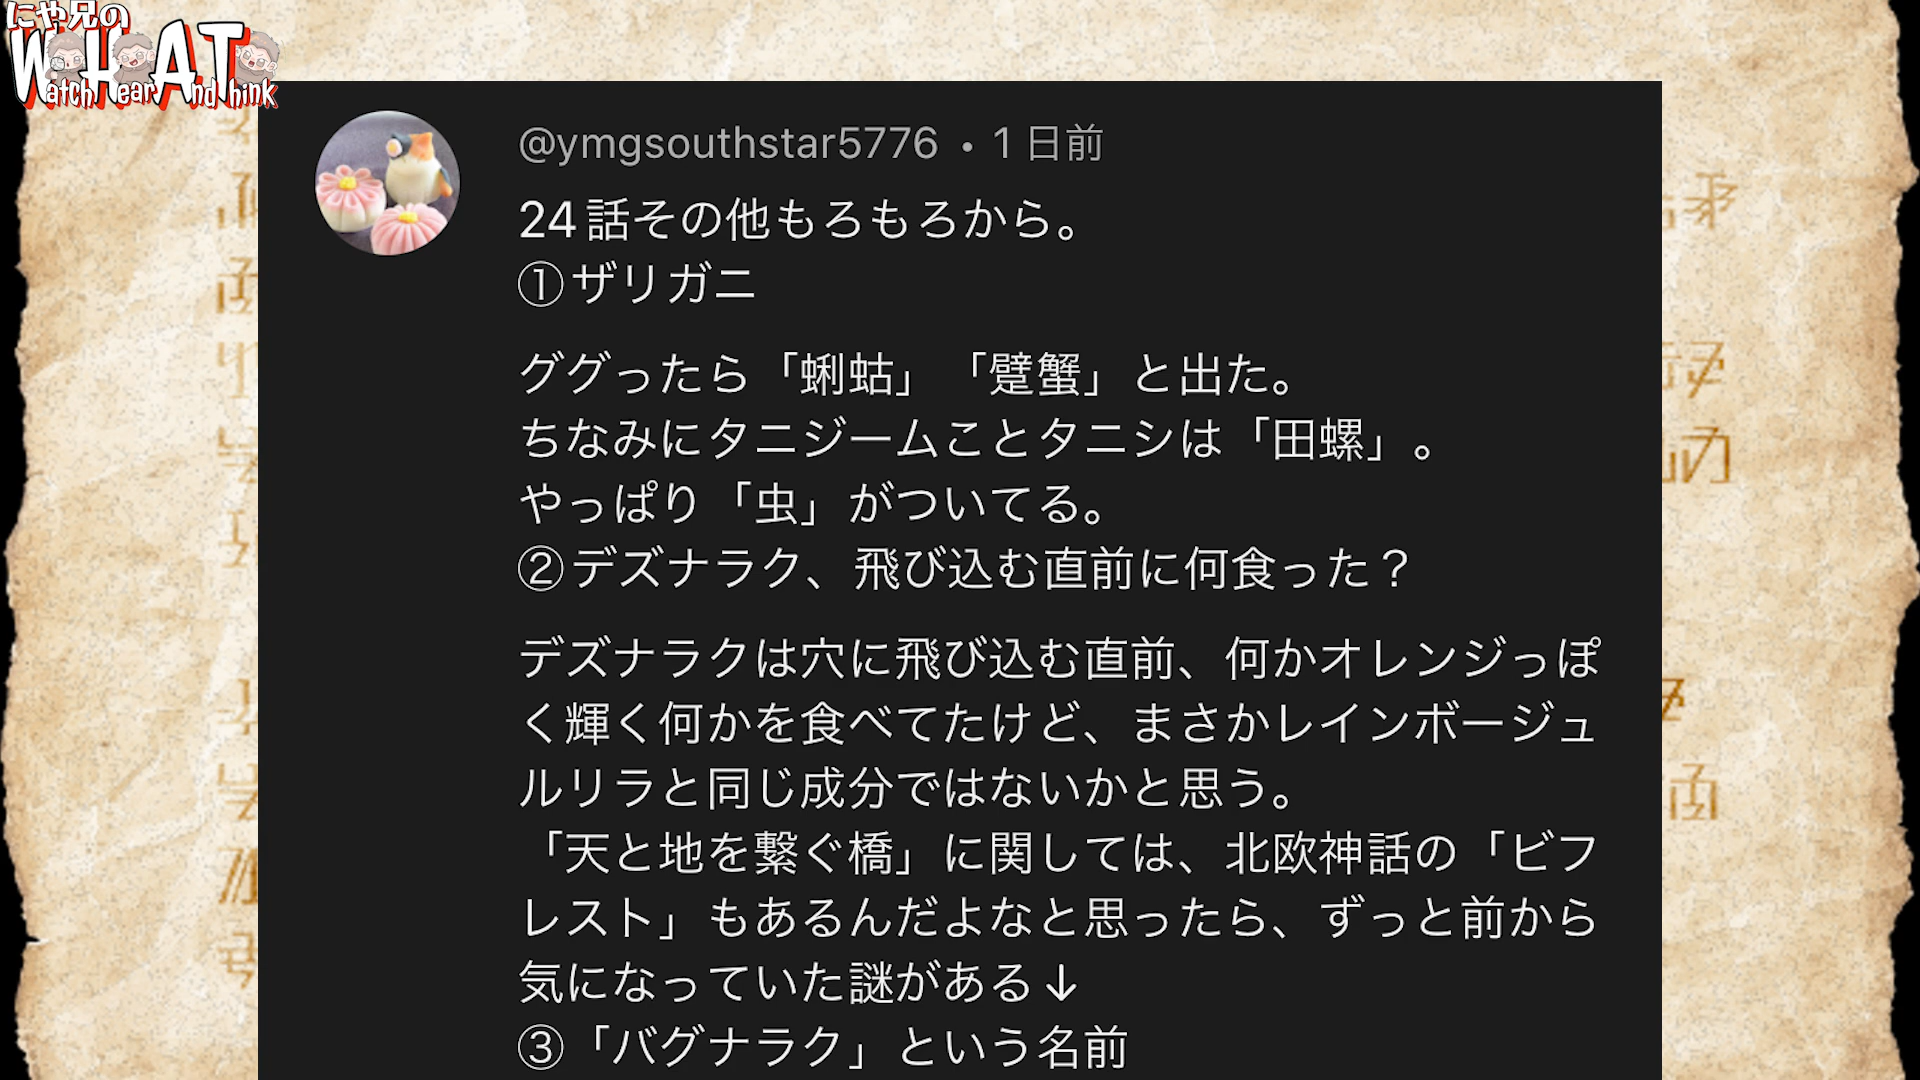 にや兄の
WHAT
Watch Hear And Think
@ymgsouthstar5776・1日前
24話その他もろもろから。
①ザリガニ
ググったら「蜊蛄」「躄蟹」と出た。
ちなみにタニジームことタニシは「田螺」。
やっぱり「虫」がついてる。
②デズナラク、飛び込む直前に何食った？
デズナラクは穴に飛び込む直前、何かオレンジっぽ
く輝く何かを食べてたけど、まさかレインボージュ
ルリラと同じ成分ではないかと思う。
「天と地を繋ぐ橋」に関しては、北欧神話の「ビフ
レスト」もあるんだよなと思ったら、ずっと前から
気になっていた謎がある↓
③「バグナラク」という名前